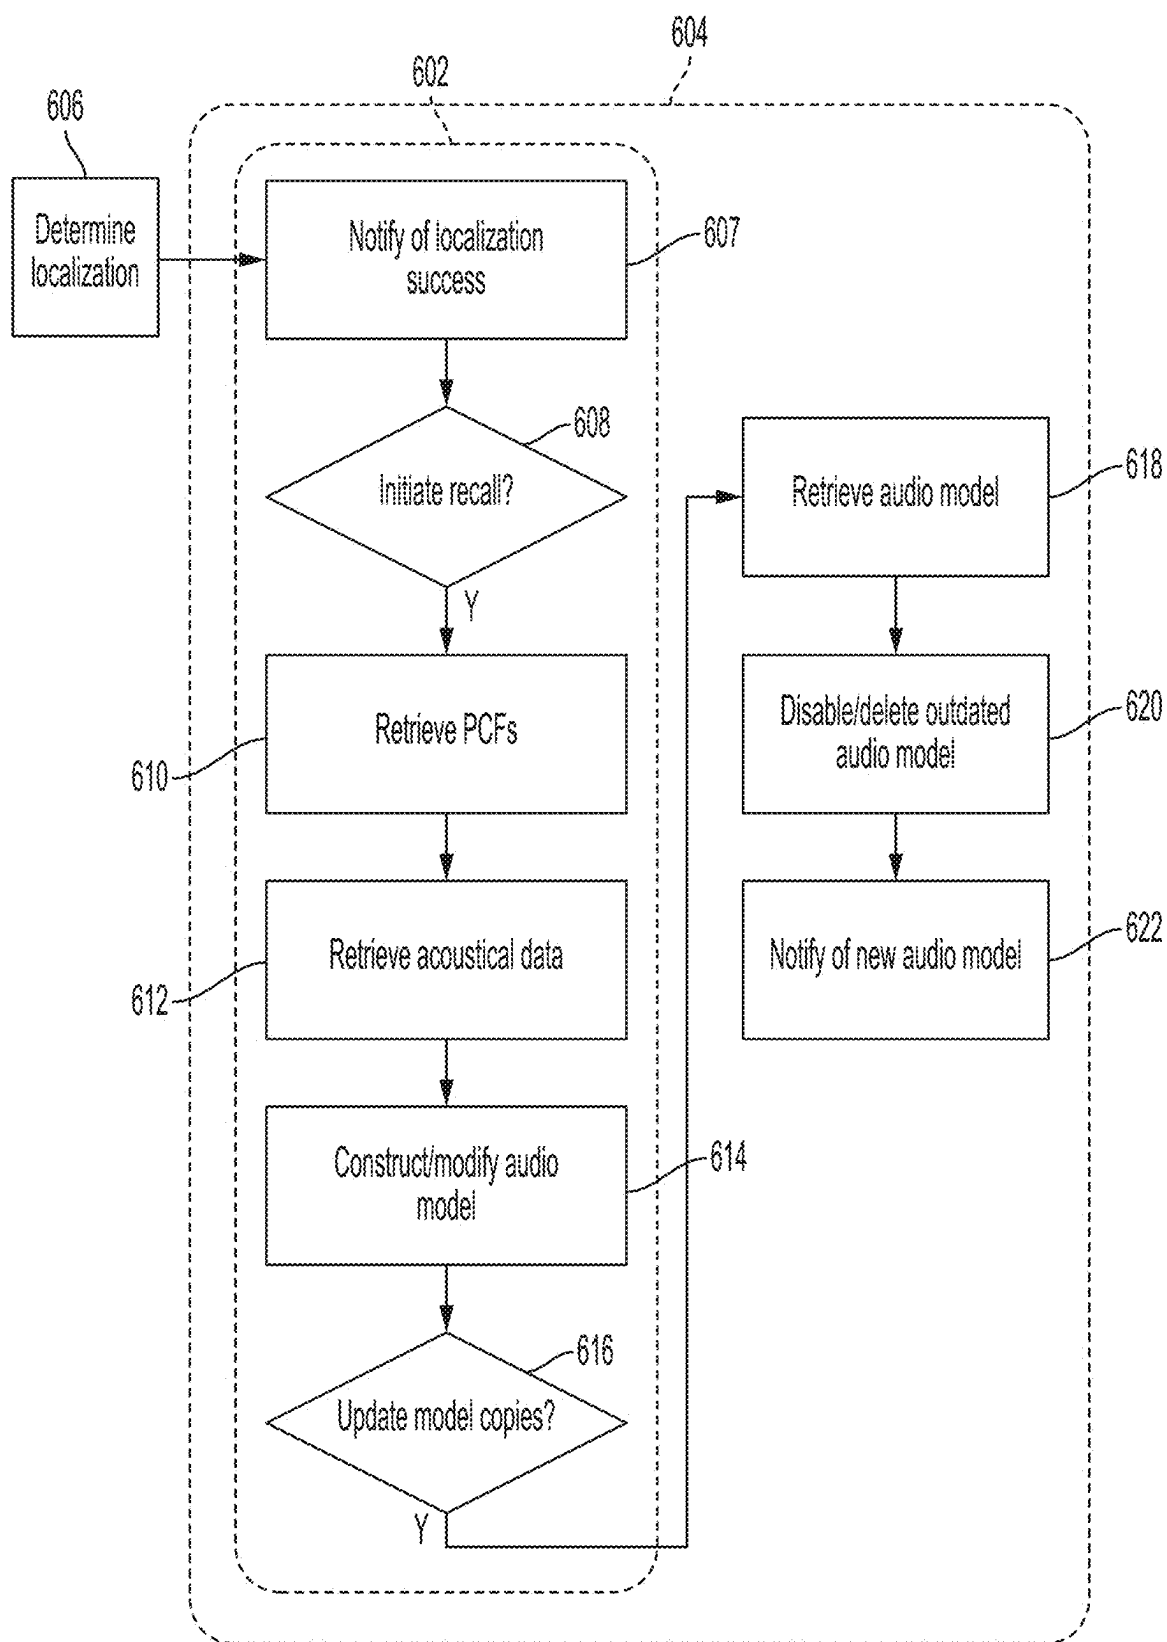 604
602
606
Determine
localization
Notify of localization
success
607
608
Initiate recall?
Y
Retrieve PCFs
610
Retrieve acoustical data
612
Construct/modify audio
model
614
616
Update model copies?
Y
Retrieve audio model
618
Disable/delete outdated
audio model
620
Notify of new audio model
622